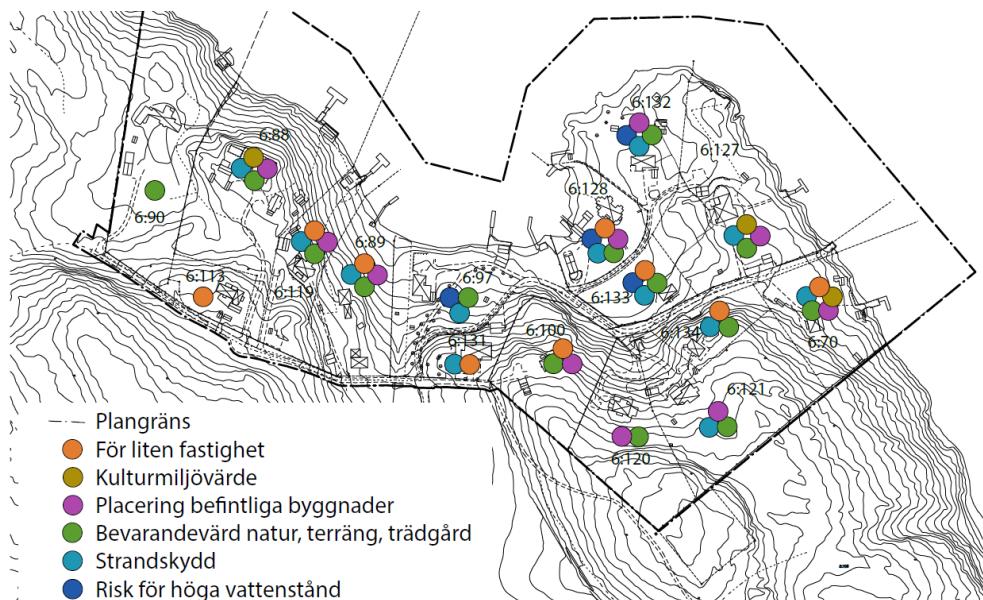 6:132
6:88
6:127
6:128
6:90
6:89
6:113
6:119
6:97
6:133
6:100
6:134
6:131
6:70
6:121
6:120
Plangräns
För liten fastighet
Kulturmiljövärde
Placering befintliga byggnader
Bevarandevärd natur, terräng, trädgård
Strandskydd
Risk för höga vattenstånd